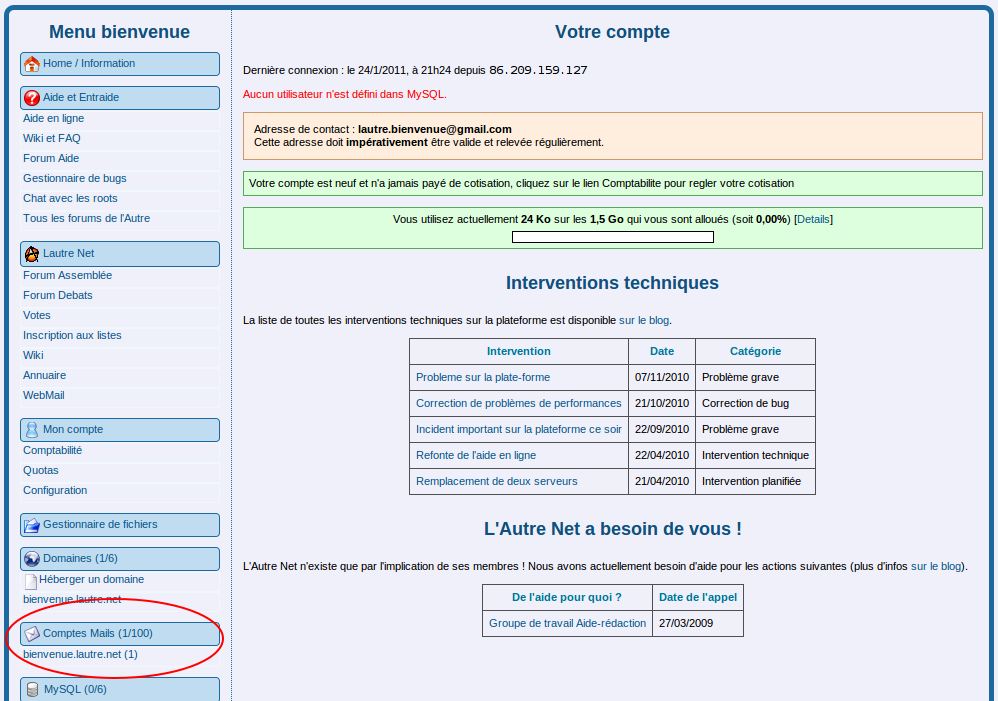 Menu bienvenue
Home / Information
Aide et Entraide
Aide en ligne
Wiki et FAQ
Forum Aide
Gestionnaire de bugs
Chat avec les roots
Tous les forums de l'Autre
Lautre Net
Forum Assemblée
Forum Debats
Votes
Inscription aux listes
Wiki
Annuaire
WebMail
Mon compte
Comptabilité
Quotas
Configuration
Gestionnaire de fichiers
Domaines (1/6)
Héberger un domaine
bienvenue.lautre.net
Comptes Mails (1/100)
bienvenue.lautre.net (1)
MySQL (0/6)
Votre compte
Dernière connexion : le 24/1/2011, à 21h24 depuis 86.209.159.127
Aucun utilisateur n'est défini dans MySQL.
Adresse de contact : lautre.bienvenue@gmail.com
Cette adresse doit impérativement être valide et relevée régulièrement.
Votre compte est neuf et n'a jamais payé de cotisation, cliquez sur le lien Comptabilite pour regler votre cotisation
Vous utilisez actuellement 24 Ko sur les 1,5 Go qui vous sont alloués (soit 0,00%) [Details]
Interventions techniques
La liste de toutes les interventions techniques sur la plateforme est disponible sur le blog.
Intervention Date Catégorie
Probleme sur la plate-forme 07/11/2010 Problème grave
Correction de problèmes de performances 21/10/2010 Correction de bug
Incident important sur la plateforme ce soir 22/09/2010 Problème grave
Refonte de l'aide en ligne 22/04/2010 Intervention technique
Remplacement de deux serveurs 21/04/2010 Intervention planifiée
L'Autre Net a besoin de vous !
L'Autre Net n'existe que par l'implication de ses membres ! Nous avons actuellement besoin d'aide pour les actions suivantes (plus d'infos sur le blog).
De l'aide pour quoi ? Date de l'appel
Groupe de travail Aide-rédaction 27/03/2009